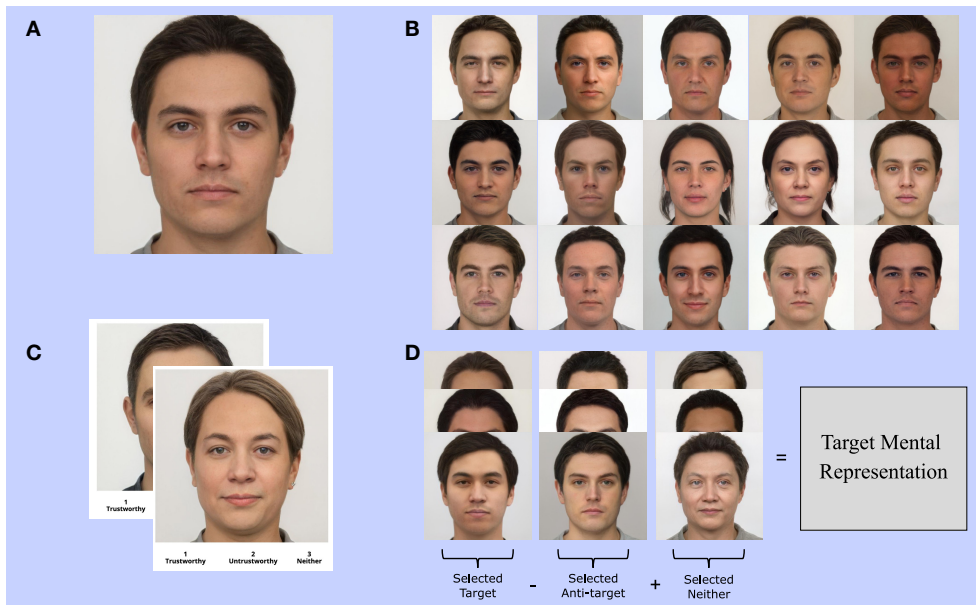 A
B
C
1
Trustworthy
1
Trustworthy
2
Untrustworthy
3
Neither
D
Selected
Target
-
Selected
Anti-target
+
Selected
Neither
=
Target Mental
Representation